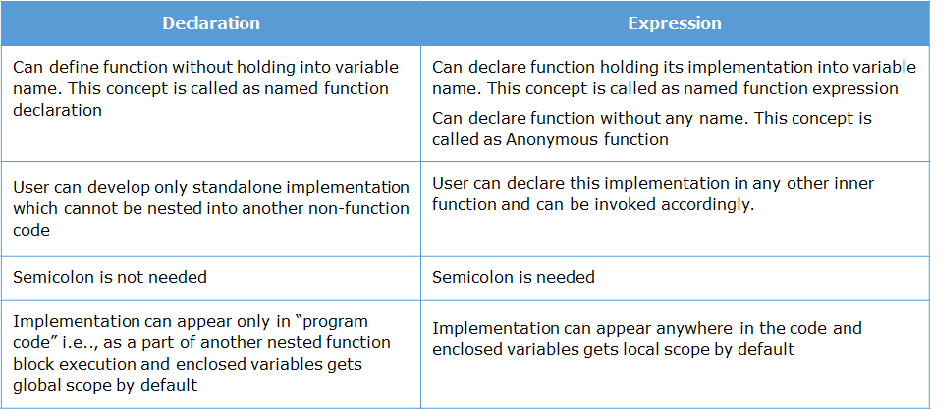 Declaration
Expression
Can define function without holding into variable
name. This concept is called as named function
declaration
Can declare function holding its implementation into variable
name. This concept is called as named function expression
Can declare function without any name. This concept is
called as Anonymous function
User can develop only standalone implementation
which cannot be nested into another non-function
code
User can declare this implementation in any other inner
function and can be invoked accordingly.
Semicolon is not needed
Semicolon is needed
Implementation can appear only in “program
code” i.e.., as a part of another nested function
block execution and enclosed variables gets
global scope by default
Implementation can appear anywhere in the code and
enclosed variables gets local scope by default